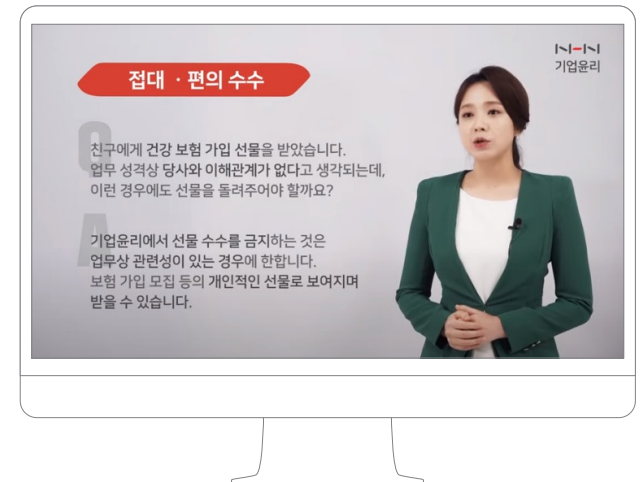 NHN
기업윤리
접대 · 편의 수수
Q
친구에게 건강 보험 가입 선물을 받았습니다.
업무 성격상 당사와 이해관계가 없다고 생각되는데,
이런 경우에도 선물을 돌려주어야 할까요?
A
기업윤리에서 선물 수수를 금지하는 것은
업무상 관련성이 있는 경우에 한합니다.
보험 가입 모집 등의 개인적인 선물로 보여지며
받을 수 있습니다.